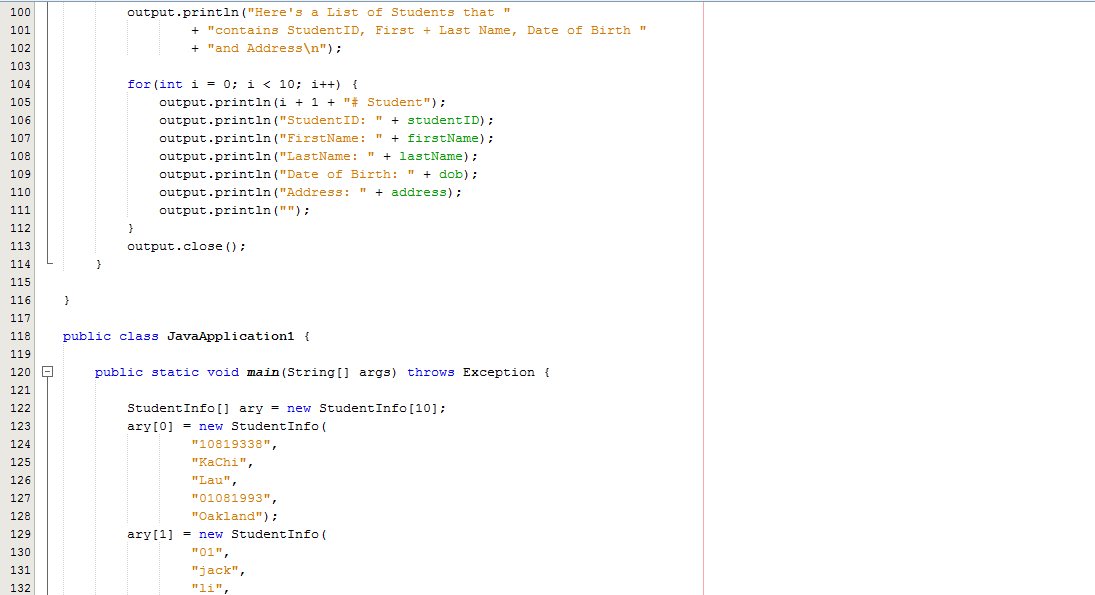 100 output.println("Here's a List of Students that "
101 + "contains StudentID, First + Last Name, Date of Birth "
102 + "and Address\n");
103
104 for(int i = 0; i < 10; i++) {
105 output.println(i + 1 + "# Student");
106 output.println("StudentID: " + studentID);
107 output.println("FirstName: " + firstName);
108 output.println("LastName: " + lastName);
109 output.println("Date of Birth: " + dob);
110 output.println("Address: " + address);
111 output.println("");
112 }
113 output.close();
114 }
115
116 }
117
118 public class JavaApplication1 {
119
120 public static void main(String[] args) throws Exception {
121
122 StudentInfo[] ary = new StudentInfo[10];
123 ary[0] = new StudentInfo(
124 "10819338",
125 "KaChi",
126 "Lau",
127 "01081993",
128 "Oakland");
129 ary[1] = new StudentInfo(
130 "01",
131 "jack",
132 "li",